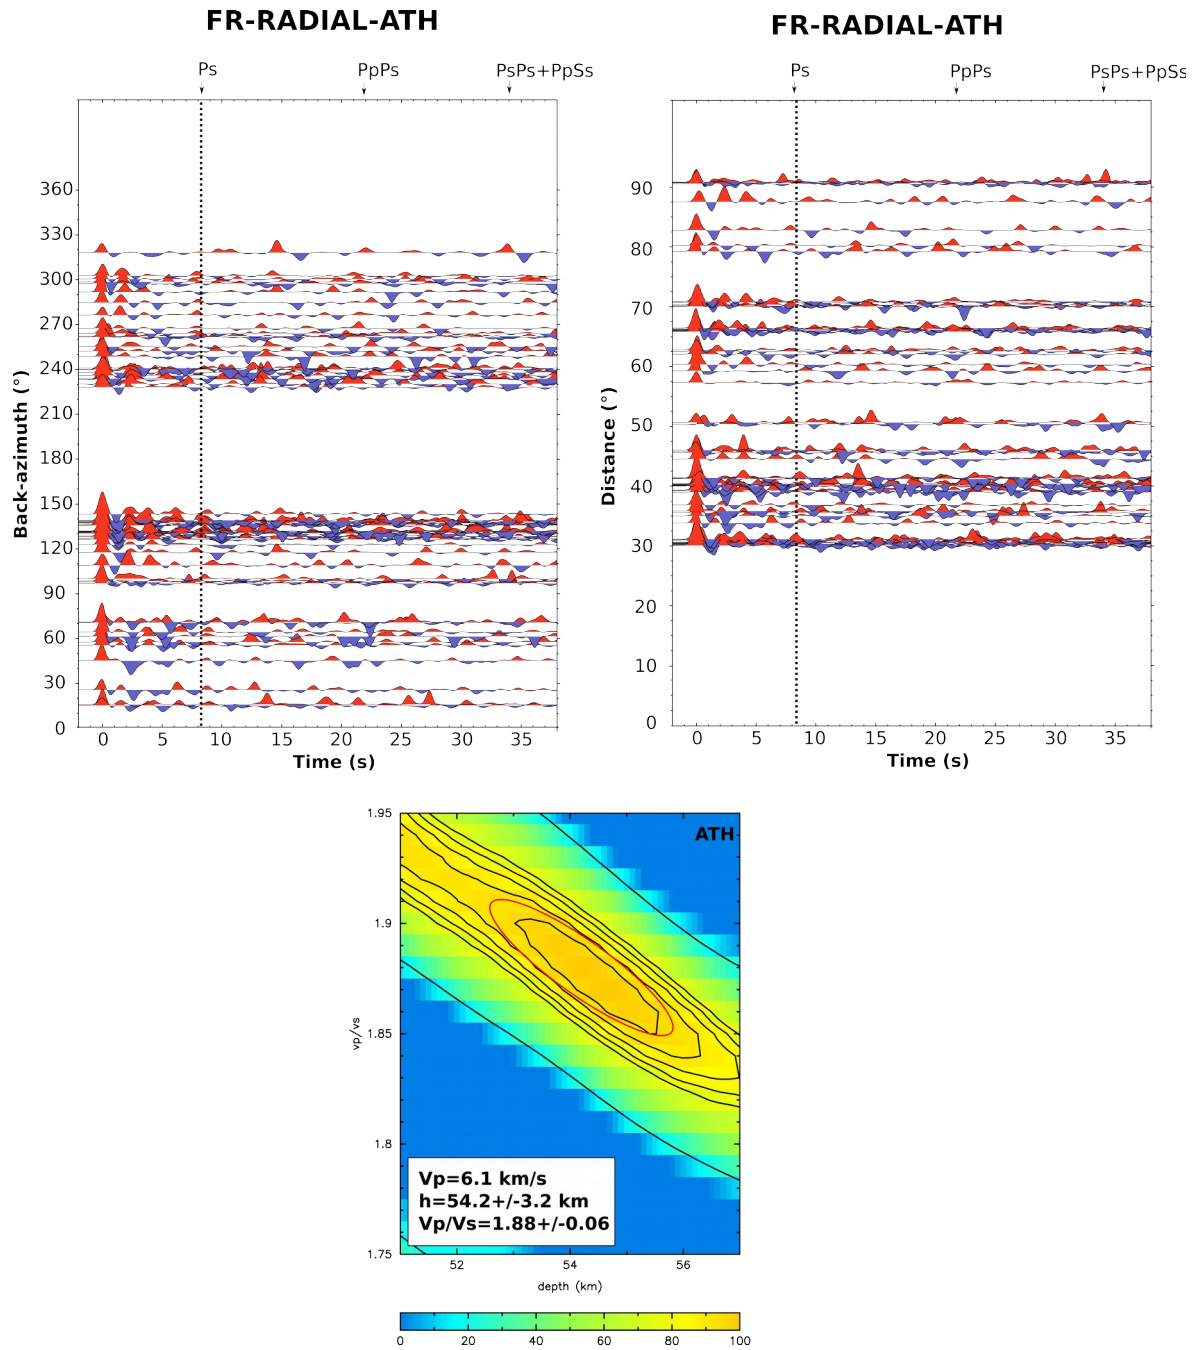 FR-RADIAL-ATH
Ps PpPs PsPs+PpSs
360
330
300
270
240
210
180
150
120
90
60
30
0
Back-azimuth (°)
0 5 10 15 20 25 30 35
Time (s)
FR-RADIAL-ATH
Ps PpPs PsPs+PpSs
90
80
70
60
50
40
30
20
10
0
Distance (°)
0 5 10 15 20 25 30 35
Time (s)
ATH
1.95
1.9
1.85
1.8
1.75
vp/vs
Vp=6.1 km/s
h=54.2+/-3.2 km
Vp/Vs=1.88+/-0.06
52 54 56
depth (km)
0 20 40 60 80 100